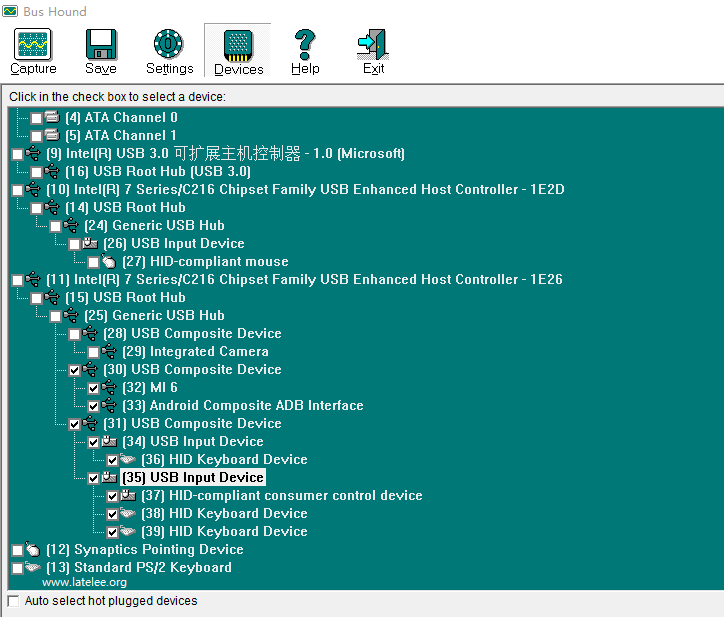 Bus Hound
Capture Save Settings Devices Help Exit
Click in the check box to select a device:
(4) ATA Channel 0
(5) ATA Channel 1
(9) Intel(R) USB 3.0 可扩展主机控制器 - 1.0 (Microsoft)
(16) USB Root Hub (USB 3.0)
(10) Intel(R) 7 Series/C216 Chipset Family USB Enhanced Host Controller - 1E2D
(14) USB Root Hub
(24) Generic USB Hub
(26) USB Input Device
(27) HID-compliant mouse
(11) Intel(R) 7 Series/C216 Chipset Family USB Enhanced Host Controller - 1E26
(15) USB Root Hub
(25) Generic USB Hub
(28) USB Composite Device
(29) Integrated Camera
(30) USB Composite Device
(32) MI 6
(33) Android Composite ADB Interface
(31) USB Composite Device
(34) USB Input Device
(36) HID Keyboard Device
(35) USB Input Device
(37) HID-compliant consumer control device
(38) HID Keyboard Device
(39) HID Keyboard Device
(12) Synaptics Pointing Device
(13) Standard PS/2 Keyboard
www.latelee.org
Auto select hot plugged devices